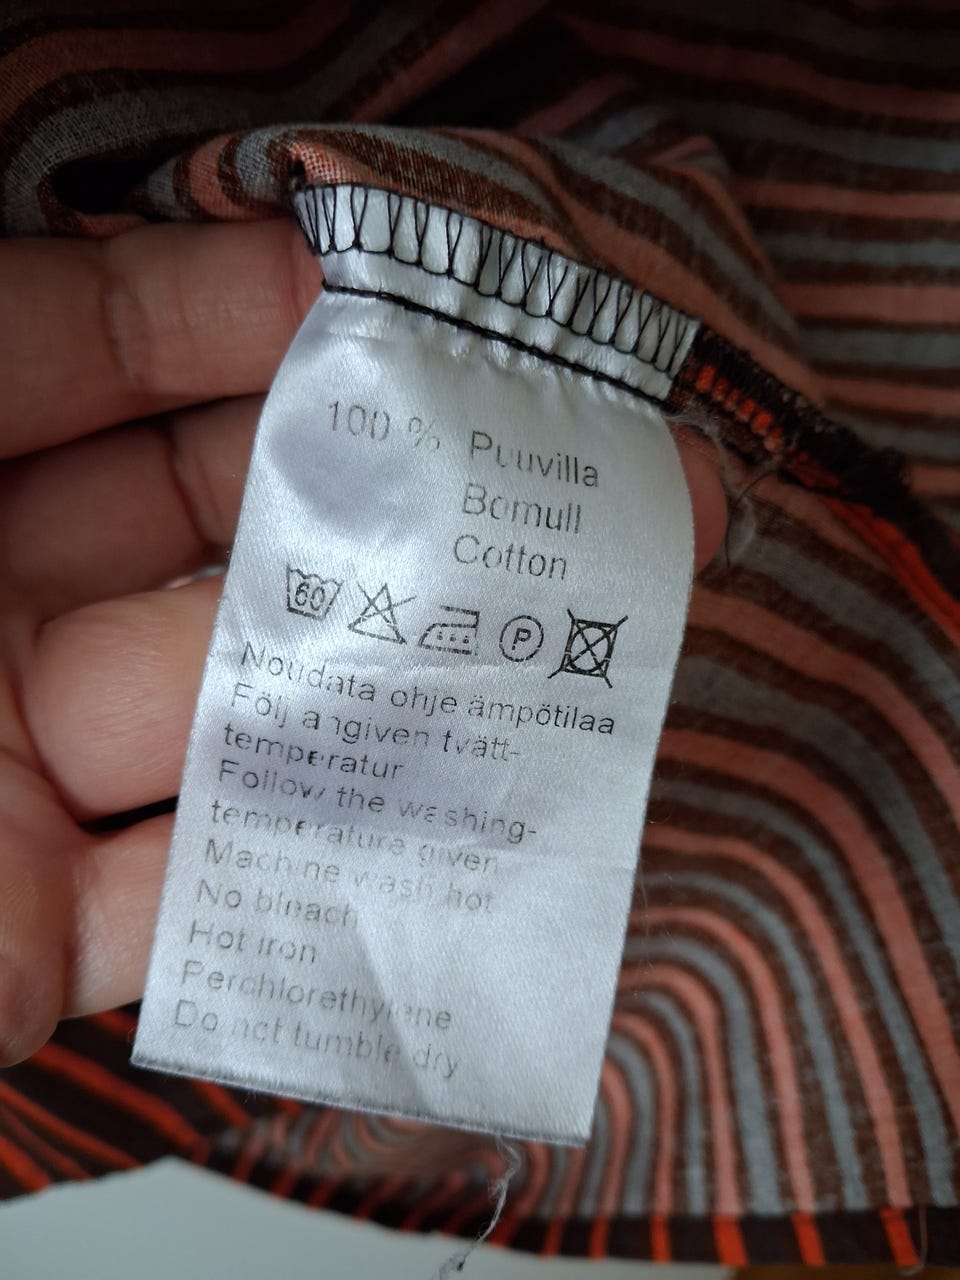 100 % Puuvilla
Bomull
Cotton
60 P
Noudata ohje ämpötilaa
Följ angiven tvätt-
temperatur
Follow the washing-
temperature given
Machine wash hot
No bleach
Hot iron
Perchlorethylene
Do not tumble dry